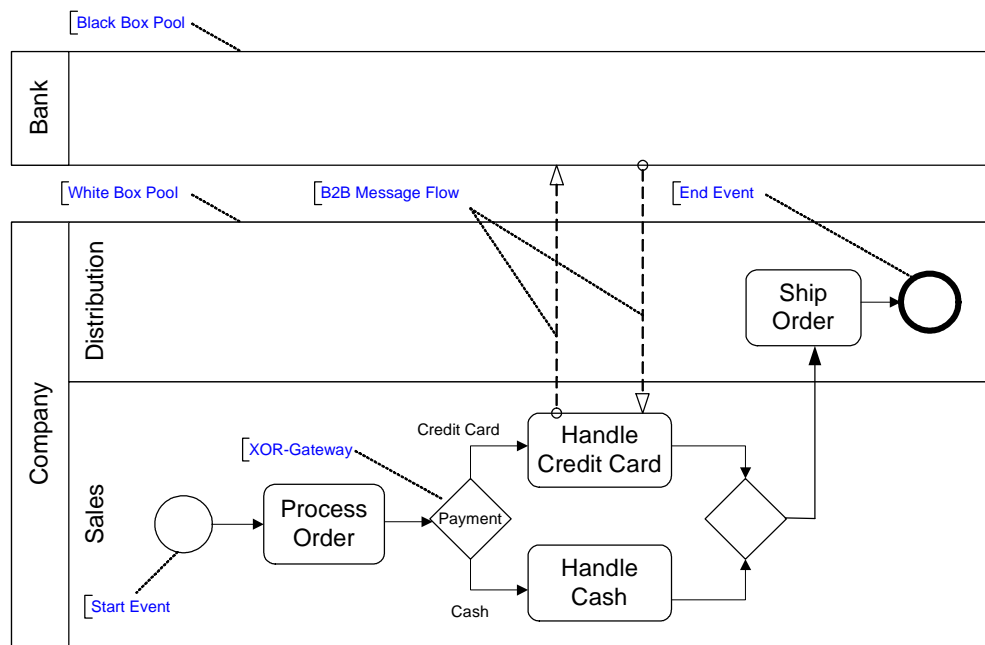 Black Box Pool
Bank
White Box Pool
B2B Message Flow
End Event
Company
Distribution
Ship
Order
Sales
Credit Card
XOR-Gateway
Handle
Credit Card
Process
Order
Payment
Handle
Cash
Cash
Start Event